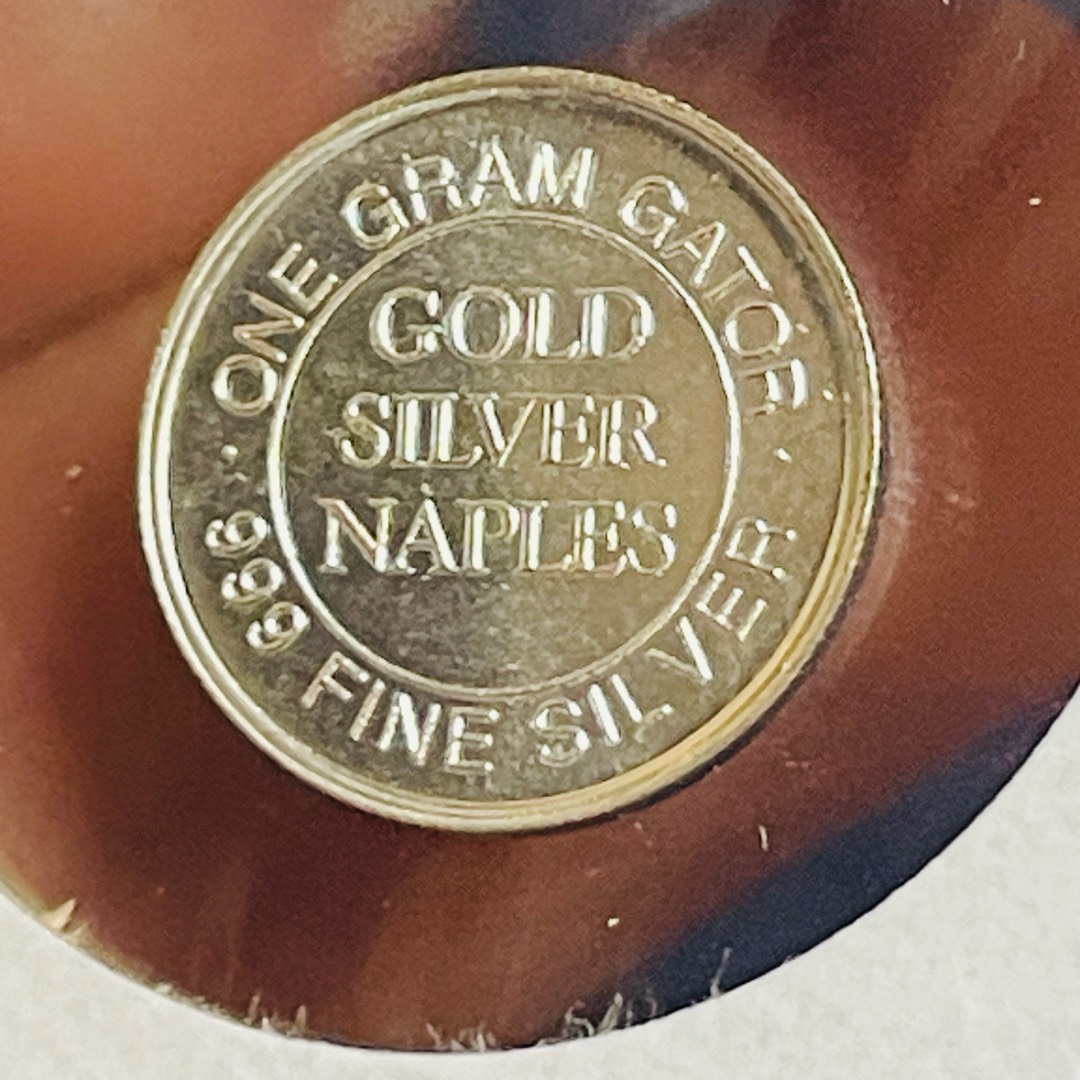 ONE GRAM GATOR
GOLD
SILVER
NAPLES
999 FINE SILVER